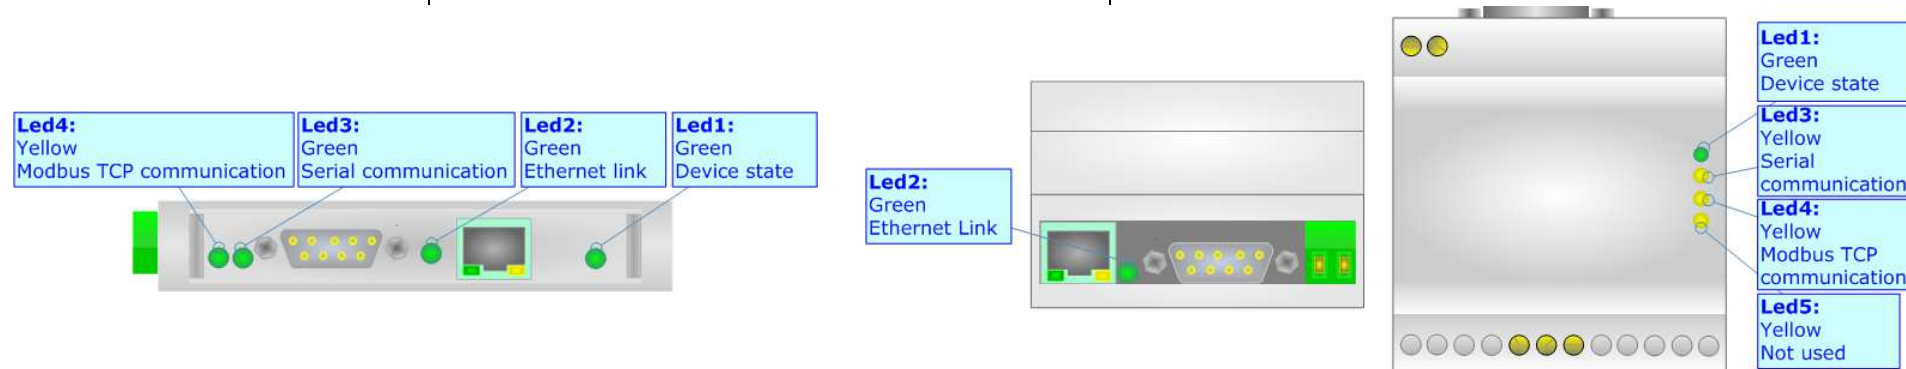 Led4:
Yellow
Modbus TCP communication
Led3:
Green
Serial communication
Led2:
Green
Ethernet link
Led1:
Green
Device state
Led2:
Green
Ethernet Link
Led1:
Green
Device state
Led3:
Yellow
Serial
communication
Led4:
Yellow
Modbus TCP
communication
Led5:
Yellow
Not used